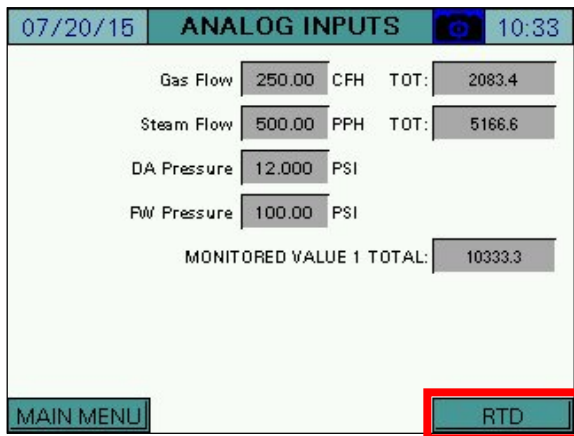 07/20/15 ANALOG INPUTS 10:33
Gas Flow 250.00 CFH TOT: 2083.4
Steam Flow 500.00 PPH TOT: 5166.6
DA Pressure 12.000 PSI
FW Pressure 100.00 PSI
MONITORED VALUE 1 TOTAL: 10333.3
MAIN MENU RTD